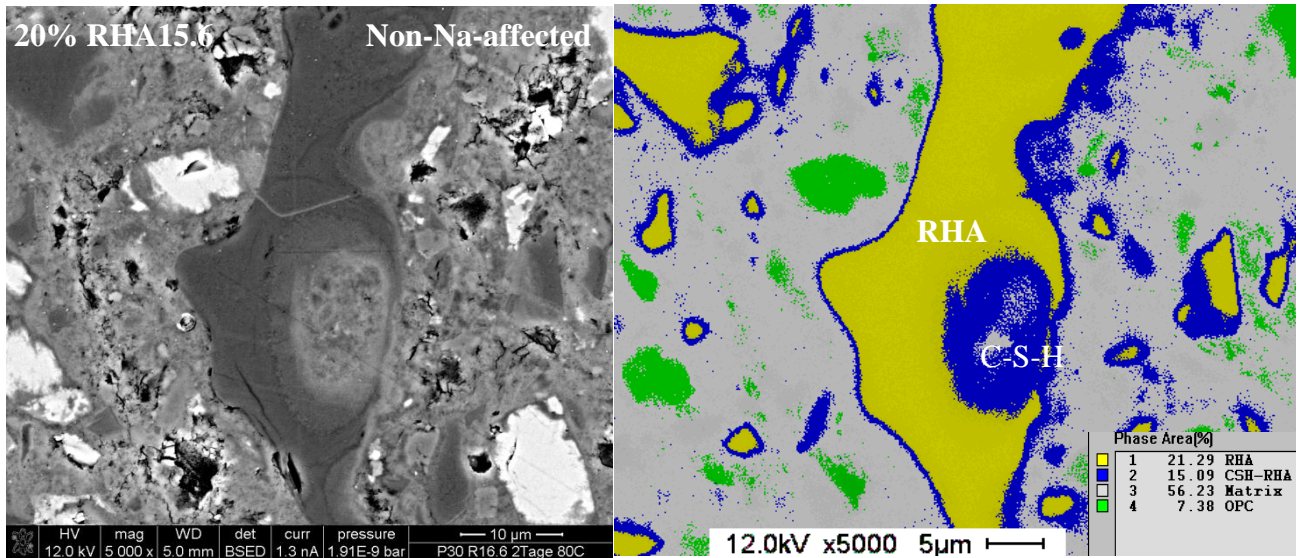 20% RHA15.6 Non-Na-affected
HV mag WD det curr pressure 10 µm
12.0 kV 5 000 x 5.0 mm BSED 1.3 nA 1.91E-9 bar P30 R16.6 2Tage 80C
RHA
C-S-H
Phase Area(%)
1 21.29 RHA
2 15.09 CSH-RHA
3 56.23 Matrix
4 7.38 OPC
12.0kV x5000 5µm